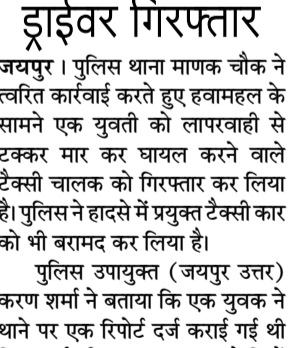 ड्राईवर गिरफ्तार
जयपुर। पुलिस थाना माणक चौक ने
त्वरित कार्रवाई करते हुए हवामहल के
सामने एक युवती को लापरवाही से
टक्कर मार कर घायल करने वाले
टैक्सी चालक को गिरफ्तार कर लिया
है। पुलिस ने हादसे में प्रयुक्त टैक्सी कार
को भी बरामद कर लिया है।
पुलिस उपायुक्त (जयपुर उत्तर)
करण शर्मा ने बताया कि एक युवक ने
थाने पर एक रिपोर्ट दर्ज कराई गई थी